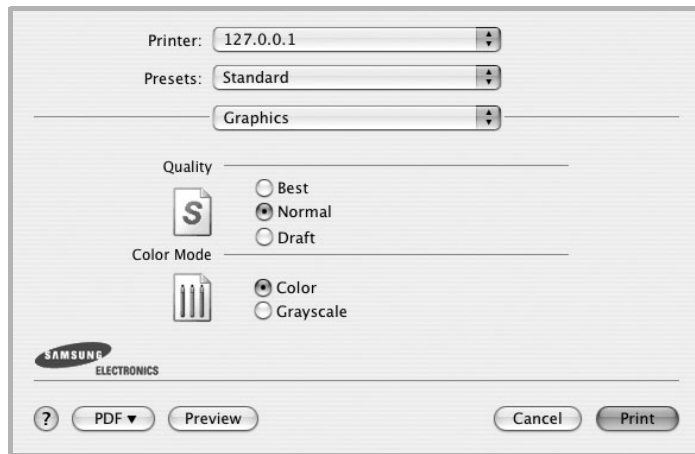 Printer: 127.0.0.1
Presets: Standard
Graphics
Quality
Best
S
Normal
Draft
Color Mode
Color
Grayscale
SAMSUNG
ELECTRONICS
? PDF ▼ Preview Cancel Print